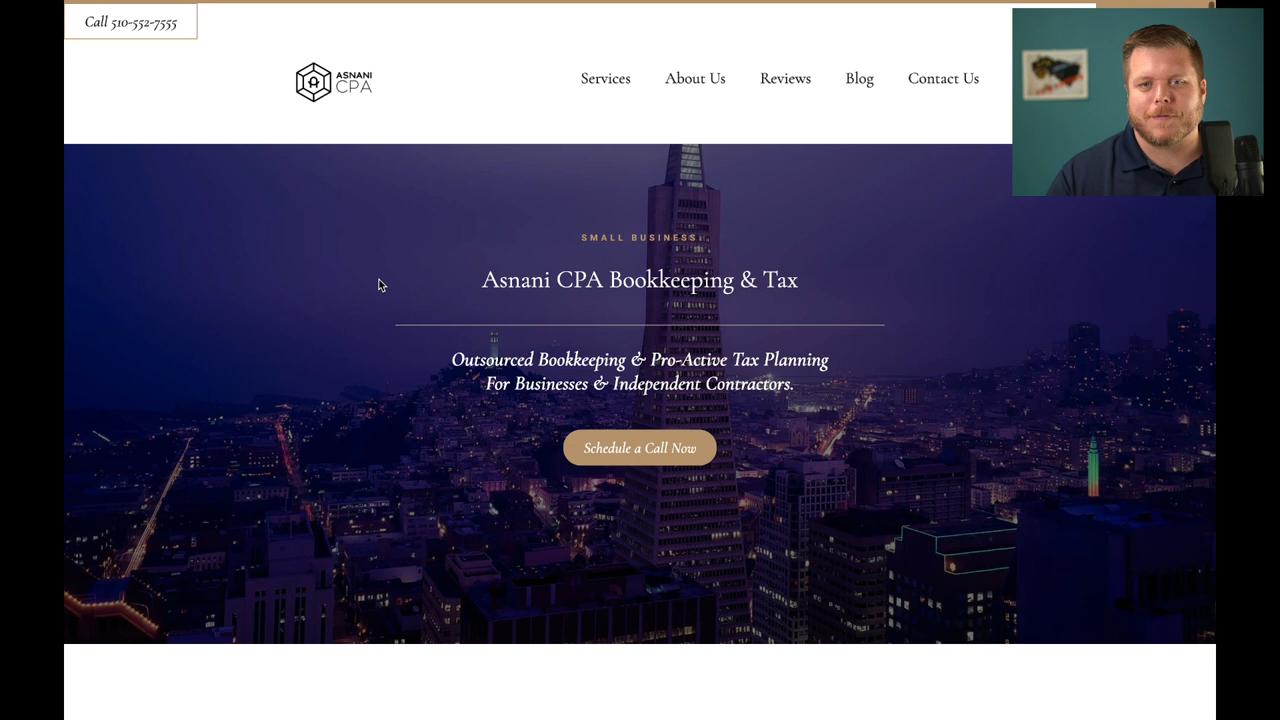 Call 510-552-7555
ASNANI
CPA
Services About Us Reviews Blog Contact Us
SMALL BUSINESS
Asnani CPA Bookkeeping & Tax
Outsourced Bookkeeping & Pro-Active Tax Planning
For Businesses & Independent Contractors.
Schedule a Call Now